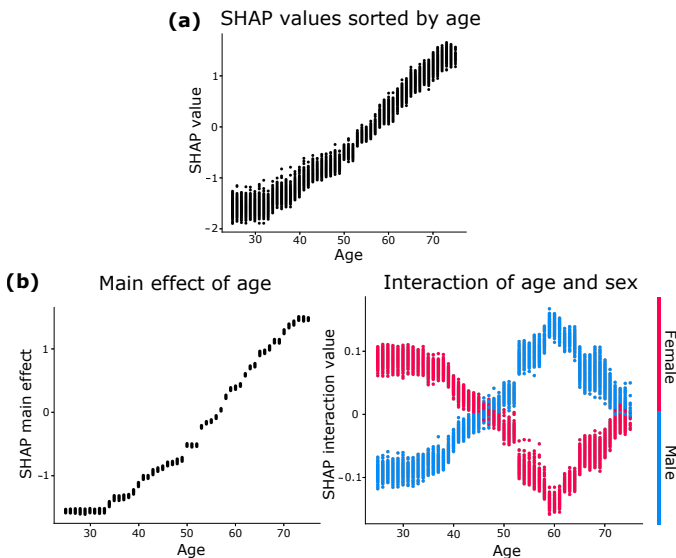 (a) SHAP values sorted by age
SHAP value
1
0
−1
−2
30 40 50 60 70
Age
(b) Main effect of age
SHAP main effect
1
0
−1
30 40 50 60 70
Age
Interaction of age and sex
SHAP interaction value
0.1
0
−0.1
30 40 50 60 70
Age
Female
Male